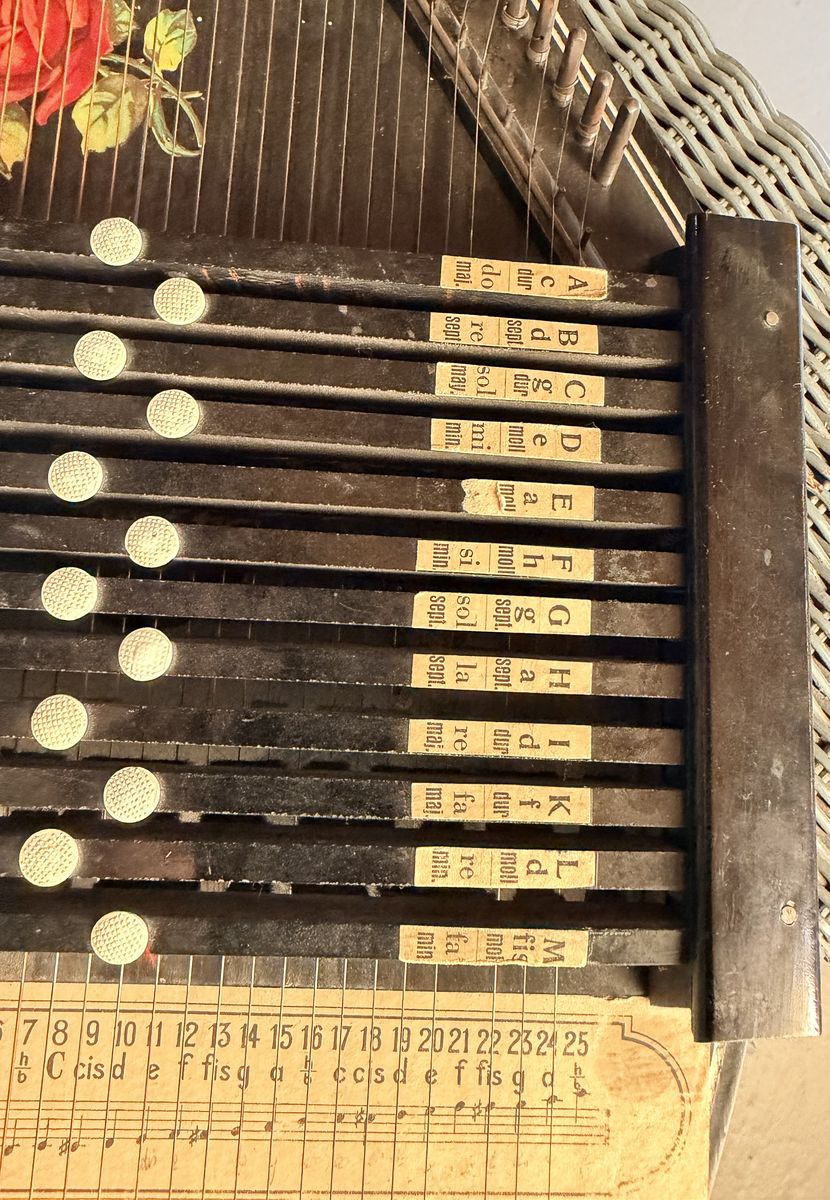 A c dur do maj.
B d sept. re sept.
C g dur sol may.
D e moll mi min.
E a
F h moll si min
G g sept. sol sept.
H a sept. la sept.
I d dur re maj.
K f dur fa maj
L d moll re min.
M fis moll fa min
7 8 9 10 11 12 13 14 15 16 17 18 19 20 21 22 23 24 25
h/b C cis d e f fis g a h/b c cis d e f fis g a h/b